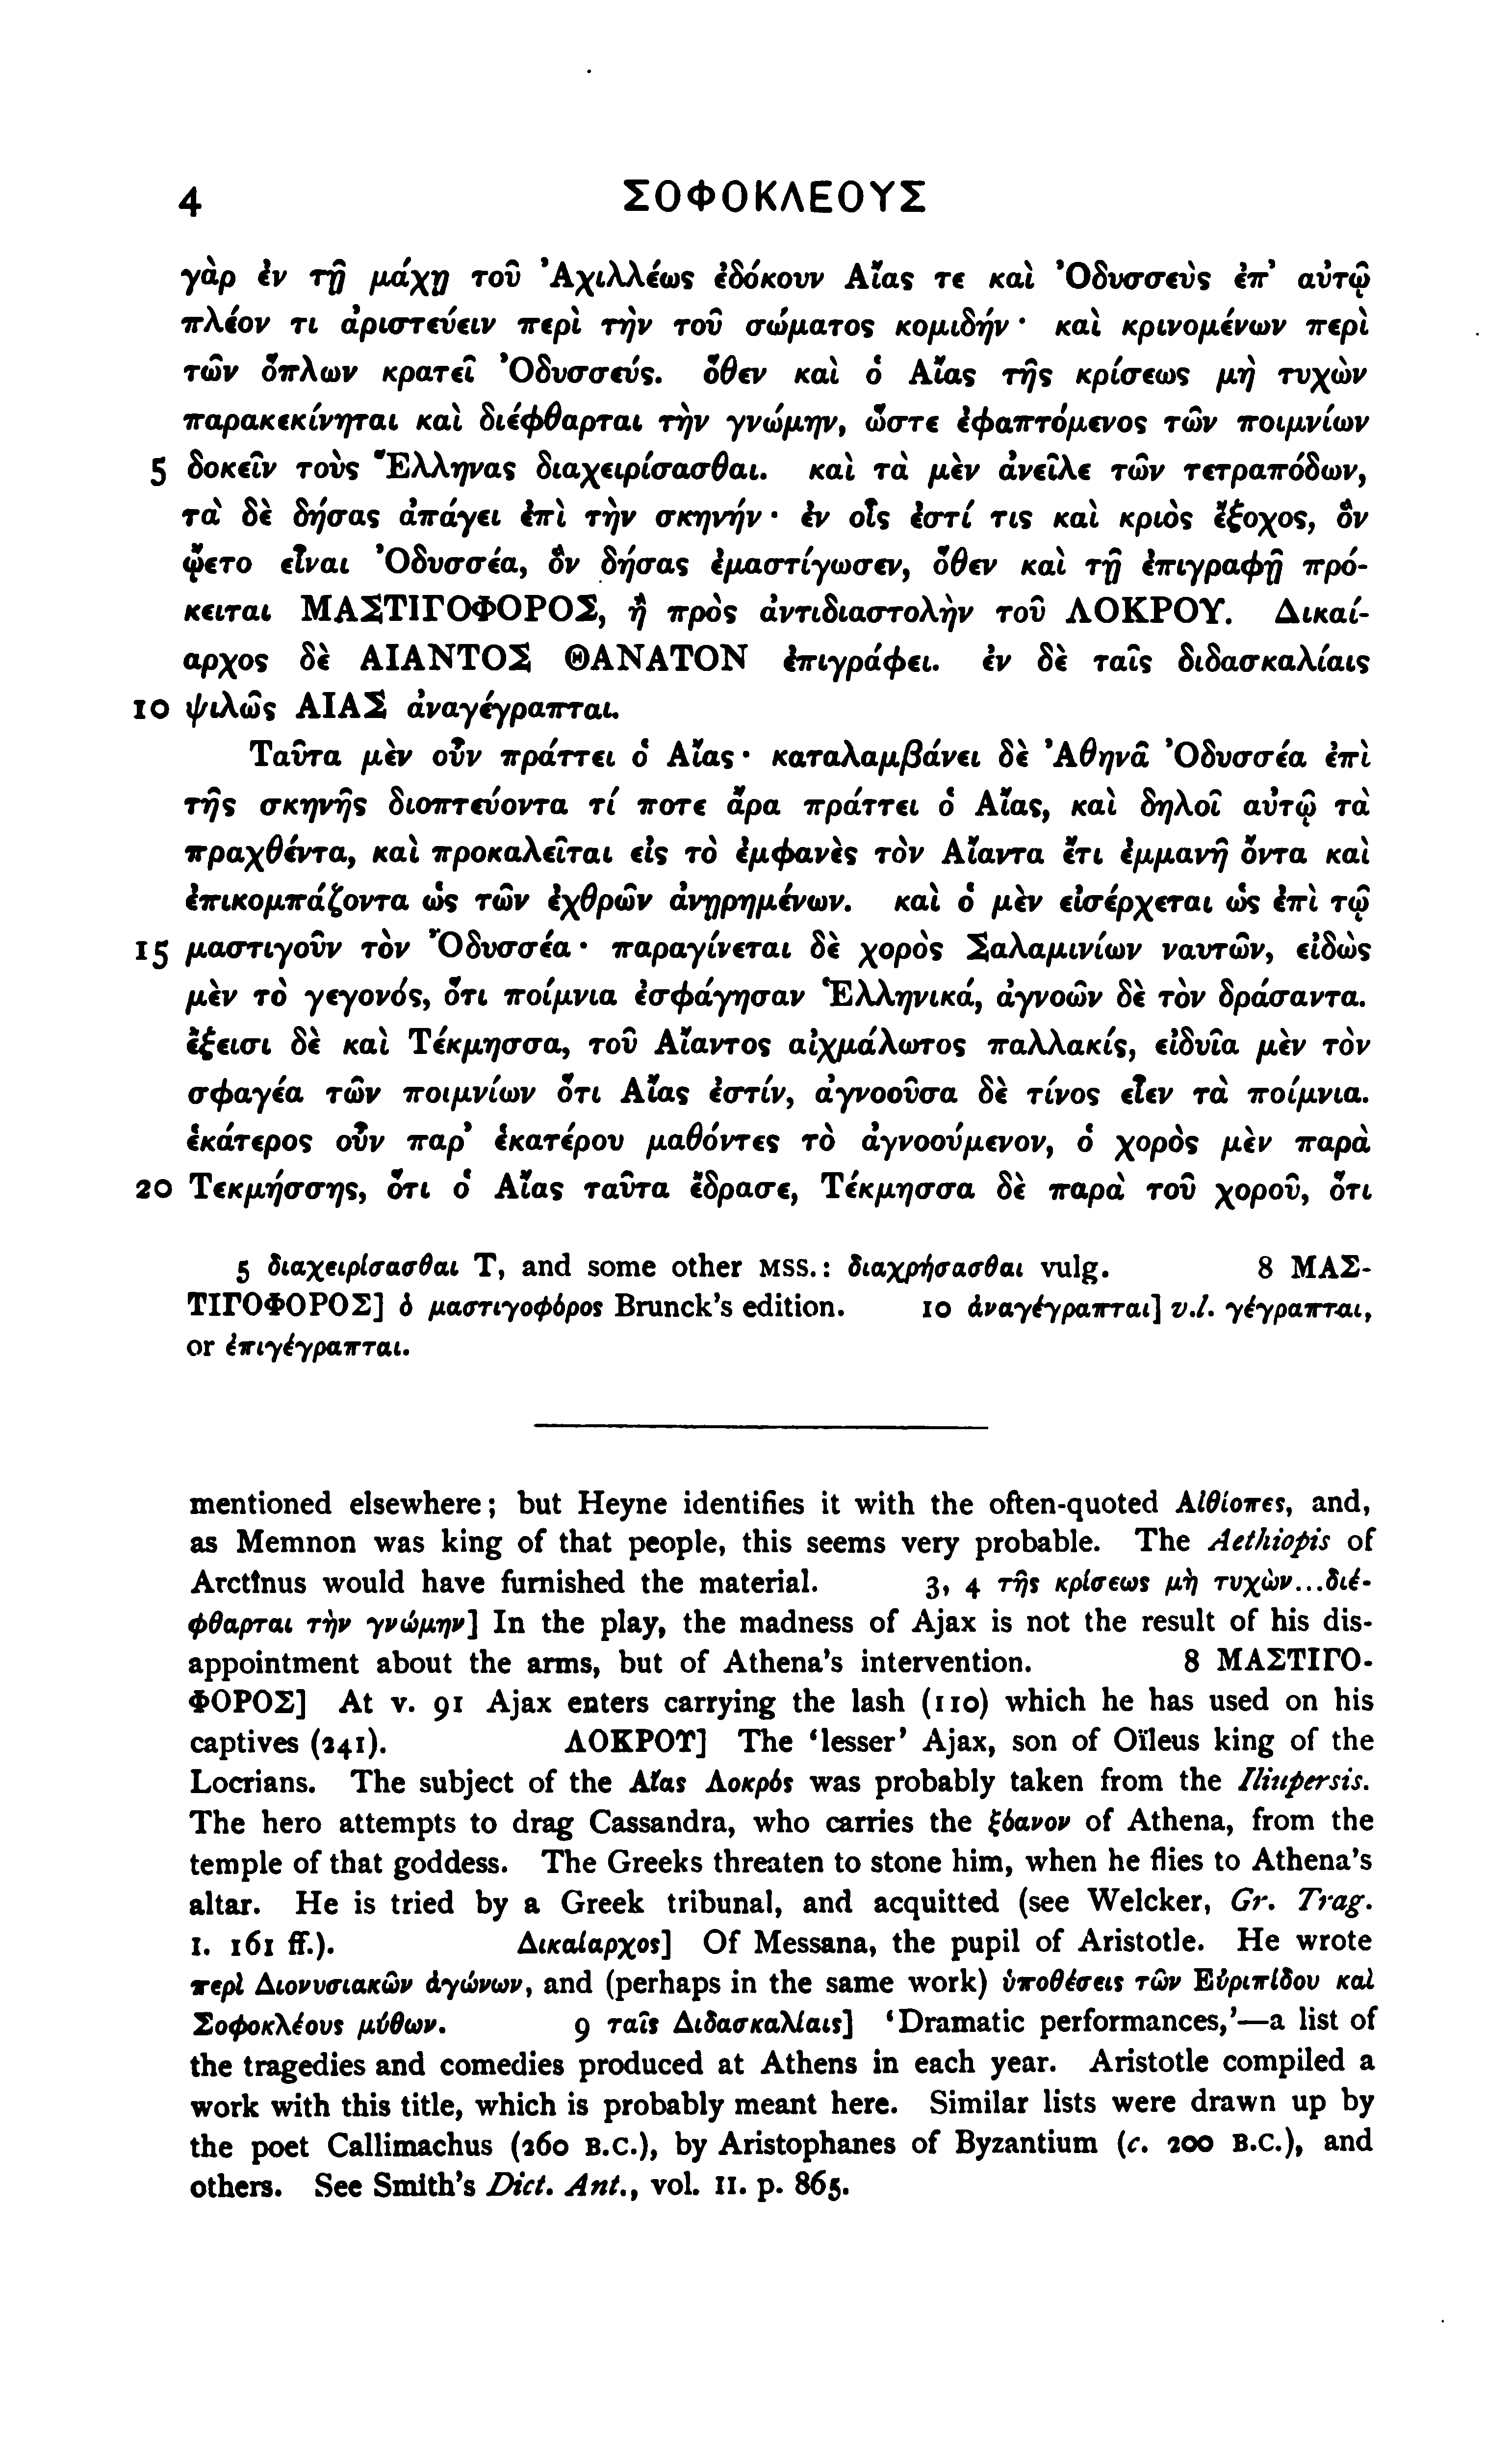 4 ΣΟΦΟΚΛΕΟΥΣ
γὰρ ἐν τῇ μάχῃ τοῦ Ἀχιλλέως ἐδόκουν Αἴας τε καὶ Ὀδυσσεὺς ἐπ’ αὐτῷ
πλέον τι ἀριστεύειν περὶ τὴν τοῦ σώματος κομιδήν· καὶ κρινομένων περὶ
τῶν ὅπλων κρατεῖ Ὀδυσσεύς. ὅθεν καὶ ὁ Αἴας τῆς κρίσεως μὴ τυχὼν
παρακεκίνηται καὶ διέφθαρται τὴν γνώμην, ὥστε ἐφαπτόμενος τῶν ποιμνίων
5 δοκεῖν τοὺς Ἕλληνας διαχειρίσασθαι. καὶ τὰ μὲν ἀνεῖλε τῶν τετραπόδων,
τὰ δὲ δήσας ἀπάγει ἐπὶ τὴν σκηνήν· ἐν οἷς ἐστί τις καὶ κριὸς ἔξοχος, ὃν
ᾤετο εἶναι Ὀδυσσέα, ὃν δήσας ἐμαστίγωσεν, ὅθεν καὶ τῇ ἐπιγραφῇ πρό-
κειται ΜΑΣΤΙΓΟΦΟΡΟΣ, ἢ πρὸς ἀντιδιαστολὴν τοῦ ΛΟΚΡΟΥ. Δικαί-
αρχος δὲ ΑΙΑΝΤΟΣ ΘΑΝΑΤΟΝ ἐπιγράφει. ἐν δὲ ταῖς διδασκαλίαις
10 ψιλῶς ΑΙΑΣ ἀναγέγραπται.
Ταῦτα μὲν οὖν πράττει ὁ Αἴας· καταλαμβάνει δὲ Ἀθηνᾶ Ὀδυσσέα ἐπὶ
τῆς σκηνῆς διοπτεύοντα τί ποτε ἄρα πράττει ὁ Αἴας, καὶ δηλοῖ αὐτῷ τὰ
πραχθέντα, καὶ προκαλεῖται εἰς τὸ ἐμφανὲς τὸν Αἴαντα ἔτι ἐμμανῆ ὄντα καὶ
ἐπικομπάζοντα ὡς τῶν ἐχθρῶν ἀνῃρημένων. καὶ ὁ μὲν εἰσέρχεται ὡς ἐπὶ τῷ
15 μαστιγοῦν τὸν Ὀδυσσέα· παραγίνεται δὲ χορὸς Σαλαμινίων ναυτῶν, εἰδὼς
μὲν τὸ γεγονός, ὅτι ποίμνια ἐσφάγησαν Ἑλληνικά, ἀγνοῶν δὲ τὸν δράσαντα.
ἔξεισι δὲ καὶ Τέκμησσα, τοῦ Αἴαντος αἰχμάλωτος παλλακίς, εἰδυῖα μὲν τὸν
σφαγέα τῶν ποιμνίων ὅτι Αἴας ἐστίν, ἀγνοοῦσα δὲ τίνος εἶεν τὰ ποίμνια.
ἑκάτερος οὖν παρ’ ἑκατέρου μαθόντες τὸ ἀγνοούμενον, ὁ χορὸς μὲν παρὰ
20 Τεκμήσσης, ὅτι ὁ Αἴας ταῦτα ἔδρασε, Τέκμησσα δὲ παρὰ τοῦ χοροῦ, ὅτι
5 διαχειρίσασθαι T, and some other MSS.: διαχρήσασθαι vulg. 8 ΜΑΣ-
ΤΙΓΟΦΟΡΟΣ] ὁ μαστιγοφόρος Brunck’s edition. 10 ἀναγέγραπται] v.l. γέγραπται,
or ἐπιγέγραπται.
mentioned elsewhere; but Heyne identifies it with the often-quoted Αἰθίοπες, and,
as Memnon was king of that people, this seems very probable. The Aethiopis of
Arctînus would have furnished the material. 3, 4 τῆς κρίσεως μὴ τυχὼν...διέ-
φθαρται τὴν γνώμην] In the play, the madness of Ajax is not the result of his dis-
appointment about the arms, but of Athena’s intervention. 8 ΜΑΣΤΙΓΟ-
ΦΟΡΟΣ] At v. 91 Ajax enters carrying the lash (110) which he has used on his
captives (241). ΛΟΚΡΟΥ] The ‘lesser’ Ajax, son of Oïleus king of the
Locrians. The subject of the Αἴας Λοκρός was probably taken from the Iliupersis.
The hero attempts to drag Cassandra, who carries the ξόανον of Athena, from the
temple of that goddess. The Greeks threaten to stone him, when he flies to Athena’s
altar. He is tried by a Greek tribunal, and acquitted (see Welcker, Gr. Trag.
I. 161 ff.). Δικαίαρχος] Of Messana, the pupil of Aristotle. He wrote
περὶ Διονυσιακῶν ἀγώνων, and (perhaps in the same work) ὑποθέσεις τῶν Εὐριπίδου καὶ
Σοφοκλέους μύθων. 9 ταῖς Διδασκαλίαις] ‘Dramatic performances,’—a list of
the tragedies and comedies produced at Athens in each year. Aristotle compiled a
work with this title, which is probably meant here. Similar lists were drawn up by
the poet Callimachus (260 B.C.), by Aristophanes of Byzantium (c. 200 B.C.), and
others. See Smith’s Dict. Ant., vol. II. p. 865.